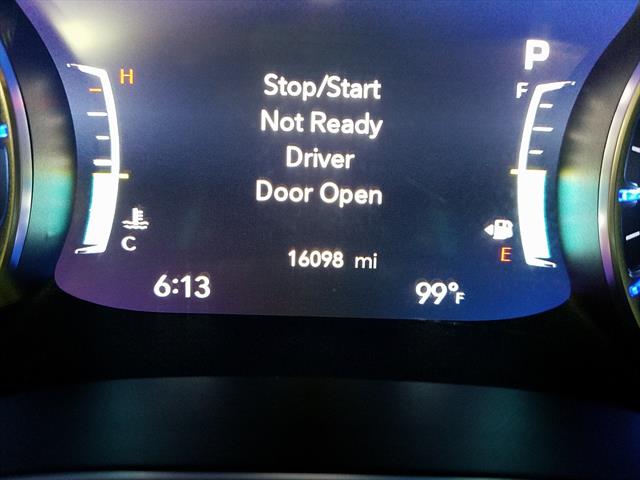 P
H
F
Stop/Start
Not Ready
Driver
Door Open
C
E
16098 mi
6:13
99°F